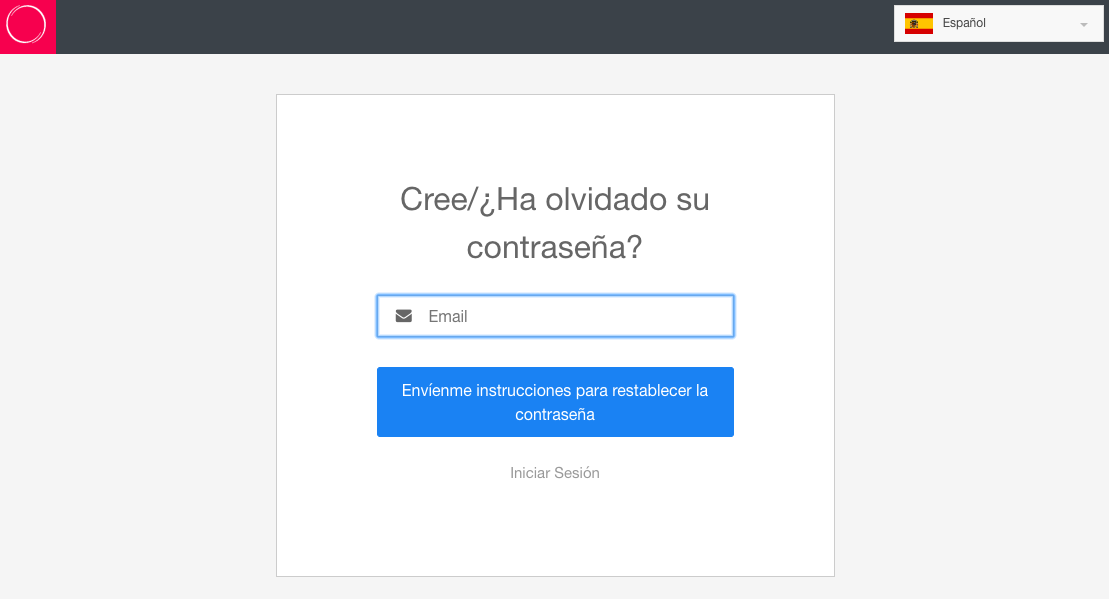 Español
Cree/¿Ha olvidado su
contraseña?
Email
Envíenme instrucciones para restablecer la
contraseña
Iniciar Sesión